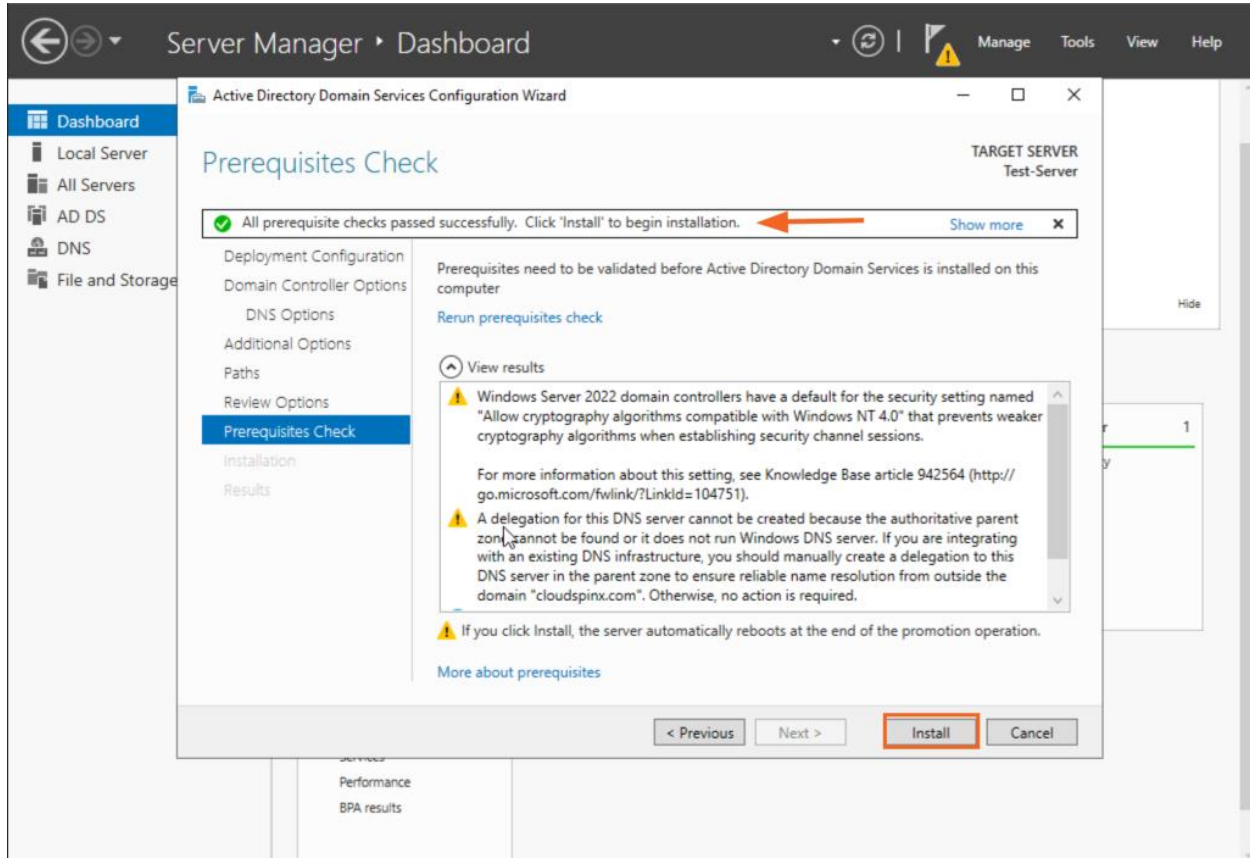 Server Manager ‣ Dashboard
Manage Tools View Help
Dashboard
Local Server
All Servers
AD DS
DNS
File and Storage
Active Directory Domain Services Configuration Wizard
Prerequisites Check
TARGET SERVER
Test-Server
All prerequisite checks passed successfully. Click 'Install' to begin installation.
Show more
Deployment Configuration
Domain Controller Options
DNS Options
Additional Options
Paths
Review Options
Prerequisites Check
Installation
Results
Prerequisites need to be validated before Active Directory Domain Services is installed on this
computer
Rerun prerequisites check
View results
Windows Server 2022 domain controllers have a default for the security setting named
"Allow cryptography algorithms compatible with Windows NT 4.0" that prevents weaker
cryptography algorithms when establishing security channel sessions.
For more information about this setting, see Knowledge Base article 942564 (http://
go.microsoft.com/fwlink/?LinkId=104751).
A delegation for this DNS server cannot be created because the authoritative parent
zone cannot be found or it does not run Windows DNS server. If you are integrating
with an existing DNS infrastructure, you should manually create a delegation to this
DNS server in the parent zone to ensure reliable name resolution from outside the
domain "cloudspinx.com". Otherwise, no action is required.
If you click Install, the server automatically reboots at the end of the promotion operation.
More about prerequisites
< Previous
Next >
Install
Cancel
Hide
1
Performance
BPA results